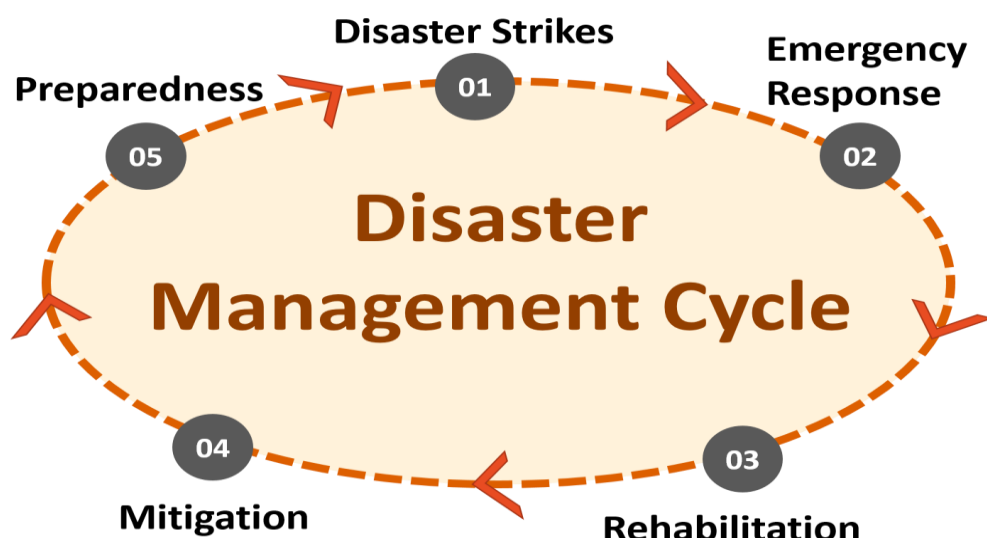 Disaster Strikes
01
Emergency
Response
02
Preparedness
05
Disaster
Management Cycle
04
Mitigation
03
Rehabilitation